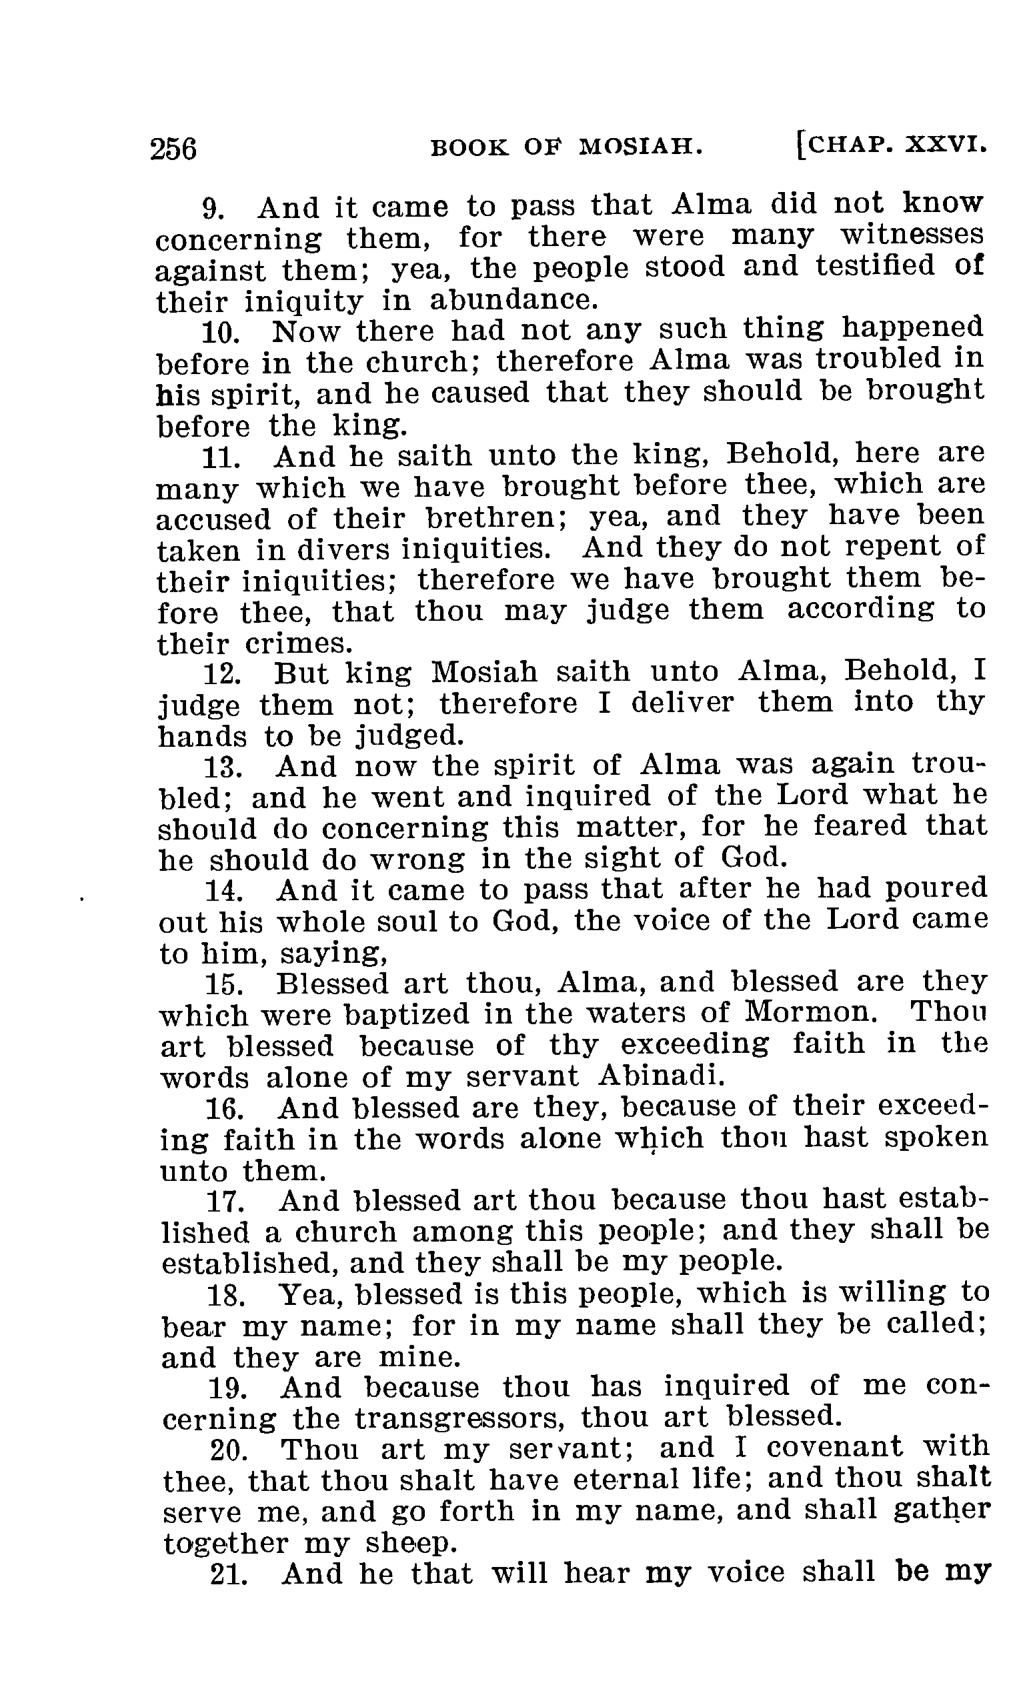 256 BOOK OF MOSIAH. [CHAP. XXVI.
9. And it came to pass that Alma did not know
concerning them, for there were many witnesses
against them; yea, the people stood and testified of
their iniquity in abundance.
10. Now there had not any such thing happened
before in the church; therefore Alma was troubled in
his spirit, and he caused that they should be brought
before the king.
11. And he saith unto the king, Behold, here are
many which we have brought before thee, which are
accused of their brethren; yea, and they have been
taken in divers iniquities. And they do not repent of
their iniquities; therefore we have brought them be-
fore thee, that thou may judge them according to
their crimes.
12. But king Mosiah saith unto Alma, Behold, I
judge them not; therefore I deliver them into thy
hands to be judged.
13. And now the spirit of Alma was again trou-
bled; and he went and inquired of the Lord what he
should do concerning this matter, for he feared that
he should do wrong in the sight of God.
14. And it came to pass that after he had poured
out his whole soul to God, the voice of the Lord came
to him, saying,
15. Blessed art thou, Alma, and blessed are they
which were baptized in the waters of Mormon. Thou
art blessed because of thy exceeding faith in the
words alone of my servant Abinadi.
16. And blessed are they, because of their exceed-
ing faith in the words alone which thou hast spoken
unto them.
17. And blessed art thou because thou hast estab-
lished a church among this people; and they shall be
established, and they shall be my people.
18. Yea, blessed is this people, which is willing to
bear my name; for in my name shall they be called;
and they are mine.
19. And because thou has inquired of me con-
cerning the transgressors, thou art blessed.
20. Thou art my servant; and I covenant with
thee, that thou shalt have eternal life; and thou shalt
serve me, and go forth in my name, and shall gather
together my sheep.
21. And he that will hear my voice shall be my